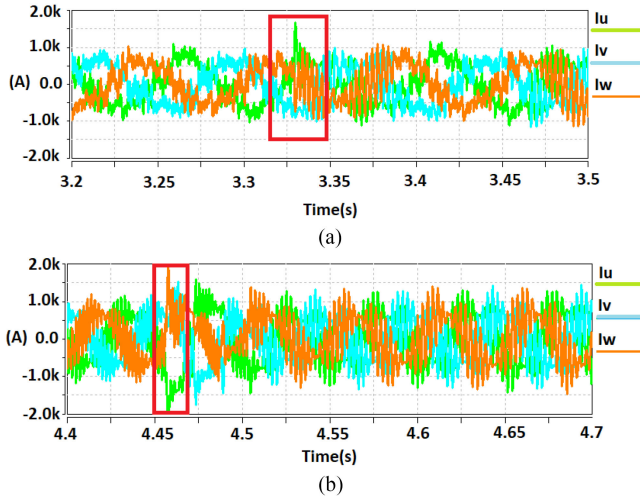 2.0k
Iu
1.0k
Iv
(A) 0.0
Iw
-1.0k
-2.0k
3.2 3.25 3.3 3.35 3.4 3.45 3.5
Time(s)
(a)
2.0k
Iu
1.0k
Iv
(A) 0.0
Iw
-1.0k
-2.0k
4.4 4.45 4.5 4.55 4.6 4.65 4.7
Time(s)
(b)